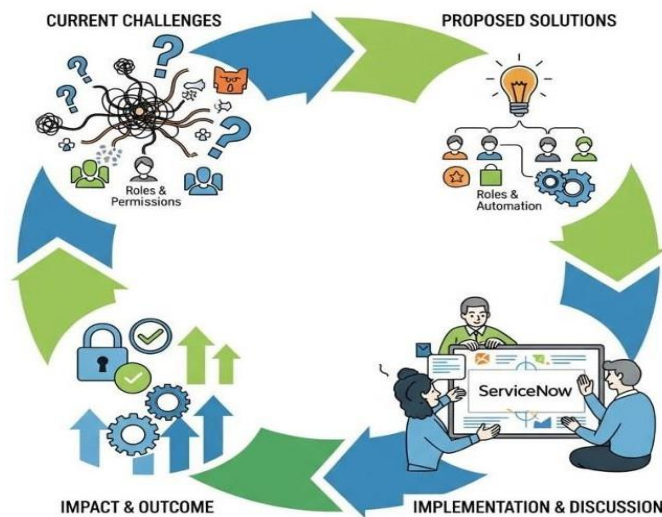 CURRENT CHALLENGES
PROPOSED SOLUTIONS
Roles &
Permissions
Roles &
Automation
ServiceNow
IMPACT & OUTCOME
IMPLEMENTATION & DISCUSSION